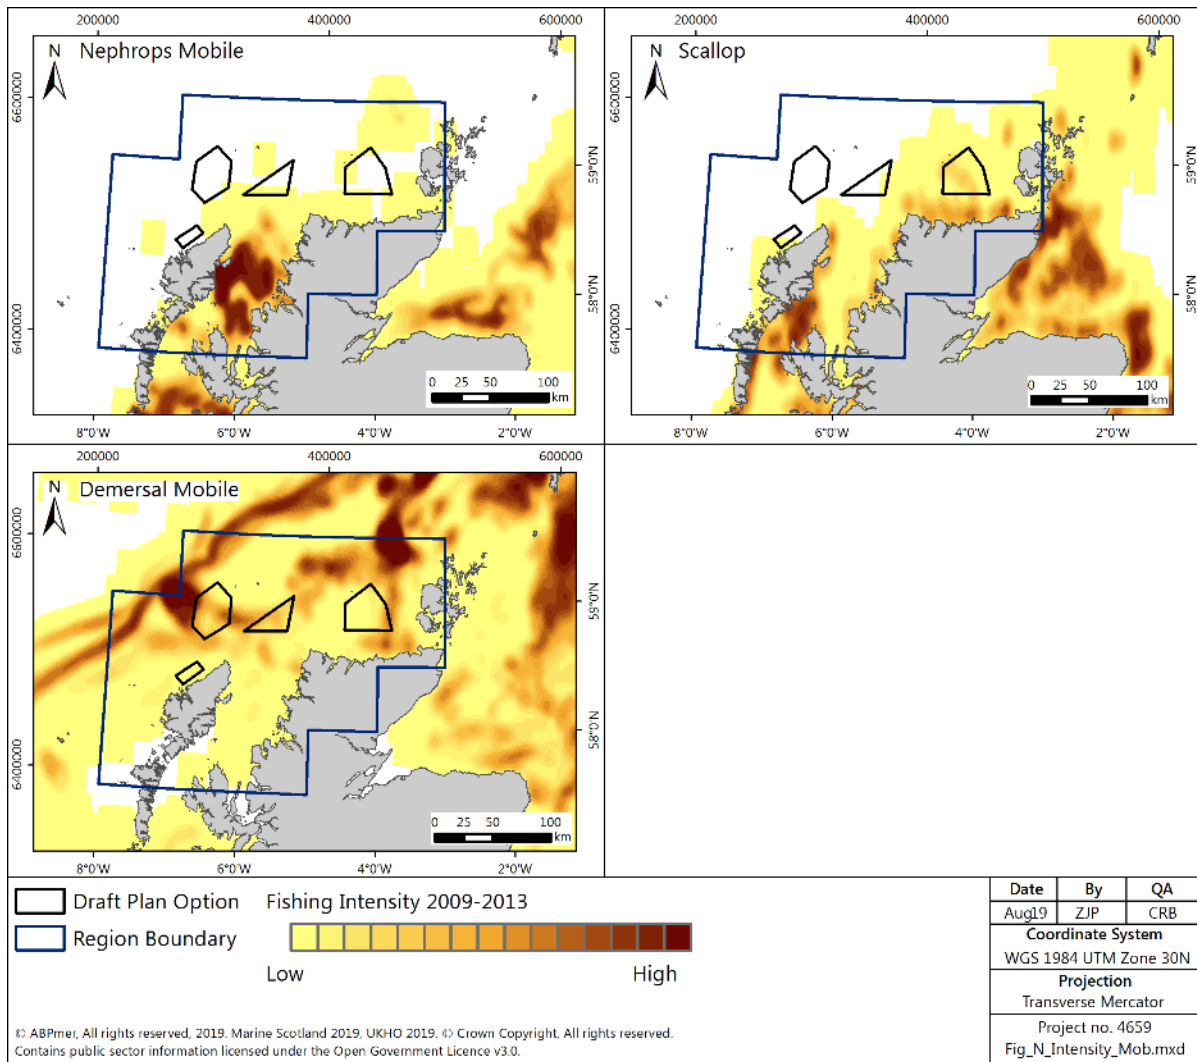 200000 400000 600000
N
Nephrops Mobile
6600000
6400000
59°0'N
58°0'N
0 25 50 100
km
8°0'W 6°0'W 4°0'W 2°0'W
200000 400000 600000
N
Scallop
6600000
6400000
59°0'N
58°0'N
0 25 50 100
km
8°0'W 6°0'W 4°0'W 2°0'W
200000 400000 600000
N
Demersal Mobile
6600000
6400000
59°0'N
58°0'N
0 25 50 100
km
8°0'W 6°0'W 4°0'W 2°0'W
Draft Plan Option
Region Boundary
Fishing Intensity 2009-2013
Low High
Date By QA
Aug19 ZJP CRB
Coordinate System
WGS 1984 UTM Zone 30N
Projection
Transverse Mercator
Project no. 4659
Fig_N_Intensity_Mob.mxd
© ABPmer, All rights reserved, 2019. Marine Scotland 2019, UKHO 2019. © Crown Copyright, All rights reserved.
Contains public sector information licensed under the Open Government Licence v3.0.